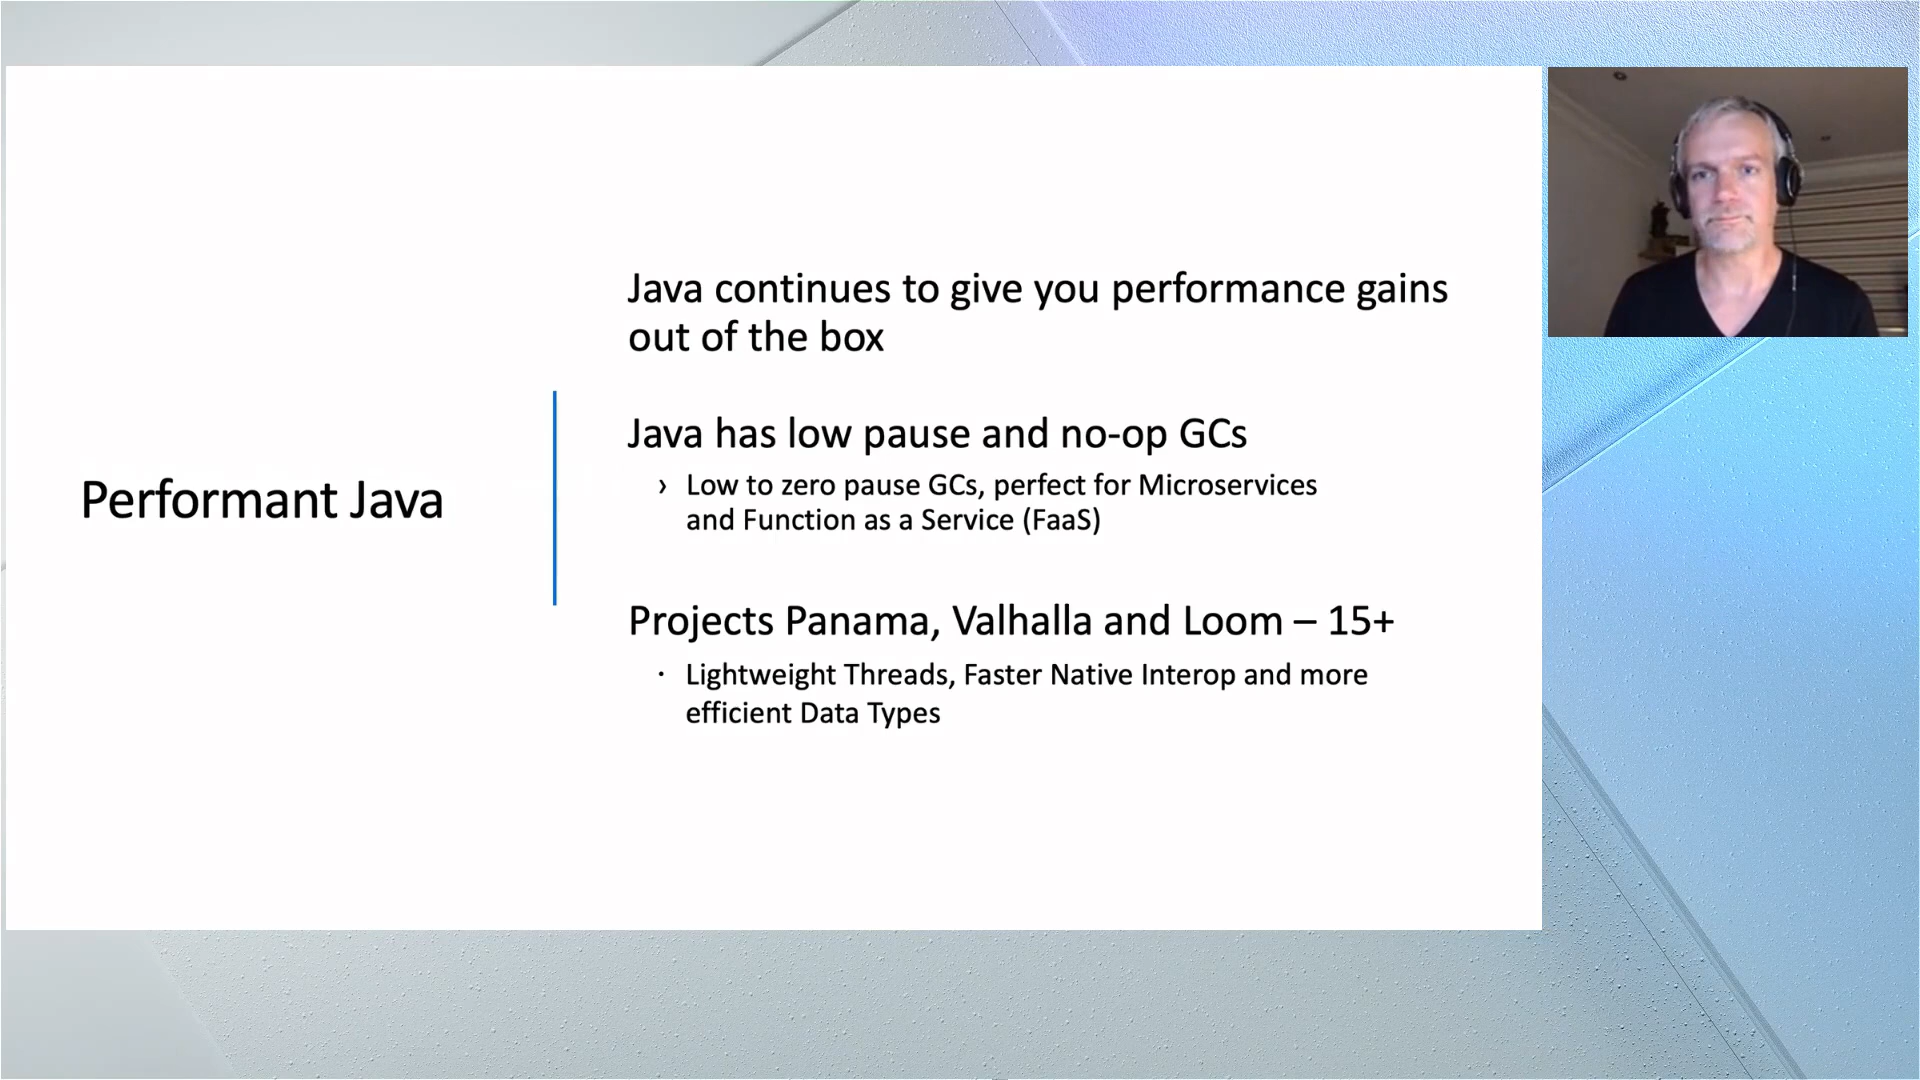 Performant Java
Java continues to give you performance gains
out of the box
Java has low pause and no-op GCs
› Low to zero pause GCs, perfect for Microservices
and Function as a Service (FaaS)
Projects Panama, Valhalla and Loom – 15+
· Lightweight Threads, Faster Native Interop and more
efficient Data Types